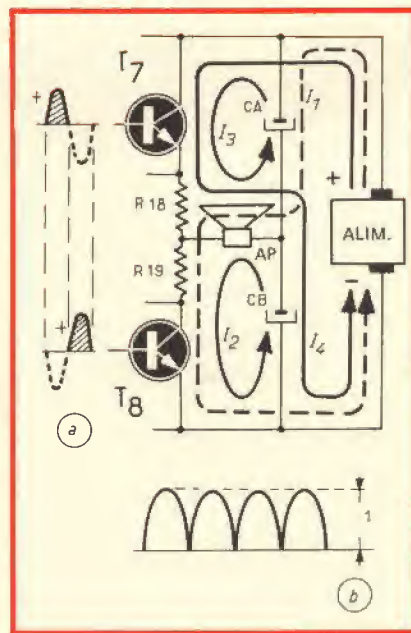 T7
+
CA
I1
I3
+
R 18
ALIM.
AP
R 19
−
CB
+
I2
I4
T8
a
1
b